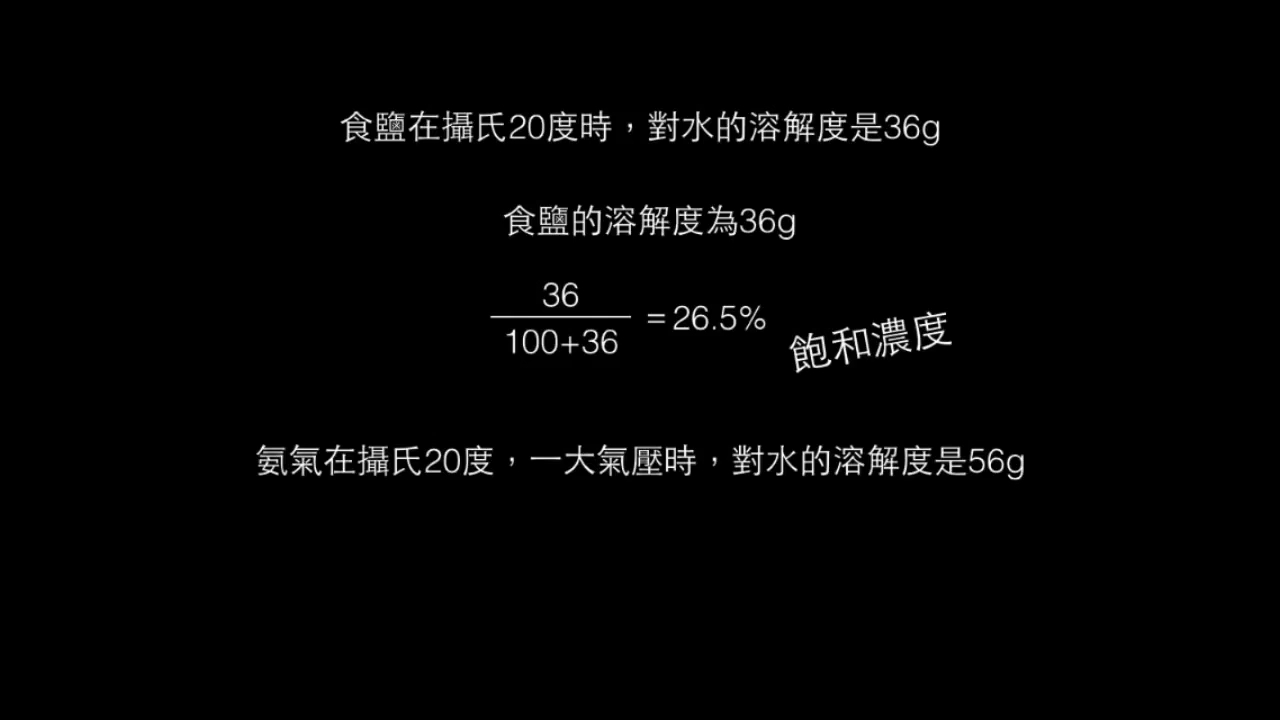 食鹽在攝氏20度時，對水的溶解度是36g
食鹽的溶解度為36g
36
100+36
=26.5%
飽和濃度
氨氣在攝氏20度，一大氣壓時，對水的溶解度是56g